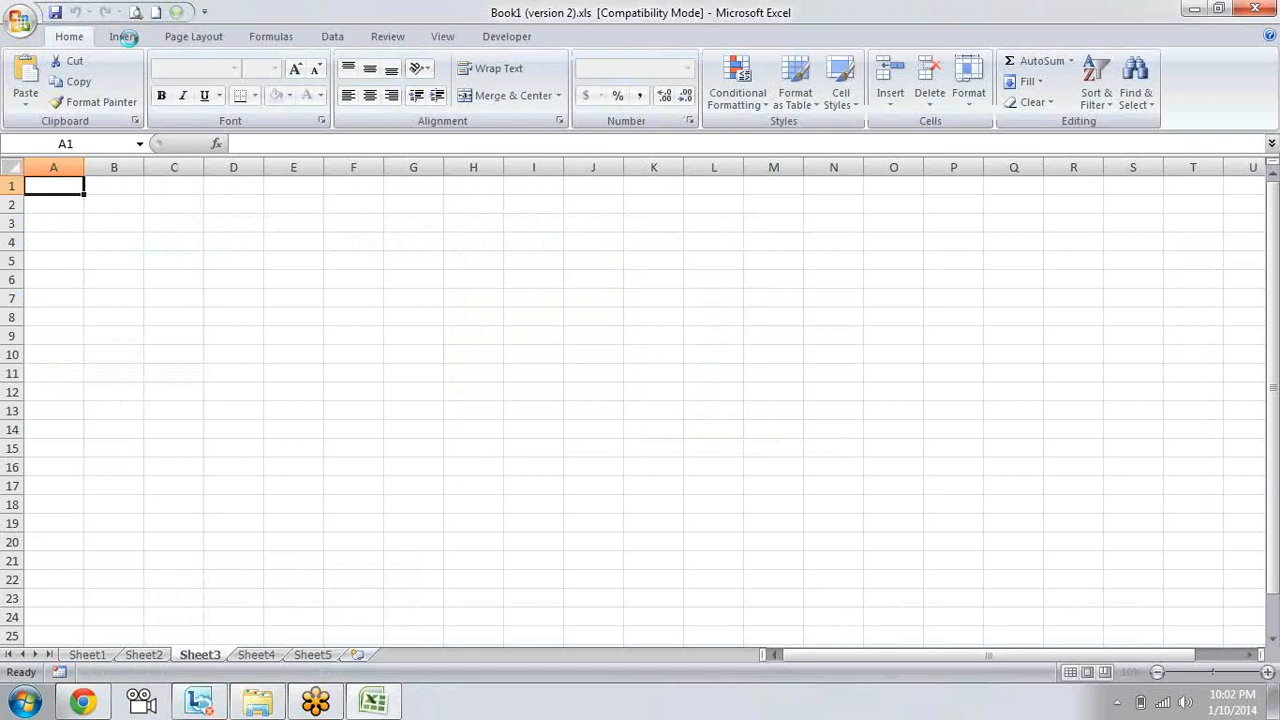 Book1 (version 2).xls [Compatibility Mode] - Microsoft Excel
Home Insert Page Layout Formulas Data Review View Developer
Paste
Cut
Copy
Format Painter
Clipboard
B I U
Font
Wrap Text
Merge & Center
Alignment
$ % ,
Number
Conditional Formatting
Format as Table
Cell Styles
Styles
Insert
Delete
Format
Cells
Σ AutoSum
Fill
Clear
Sort & Filter
Find & Select
Editing
A1 fx
A B C D E F G H I J K L M N O P Q R S T U
1
2
3
4
5
6
7
8
9
10
11
12
13
14
15
16
17
18
19
20
21
22
23
24
25
Sheet1 Sheet2 Sheet3 Sheet4 Sheet5
Ready
10:02 PM
1/10/2014